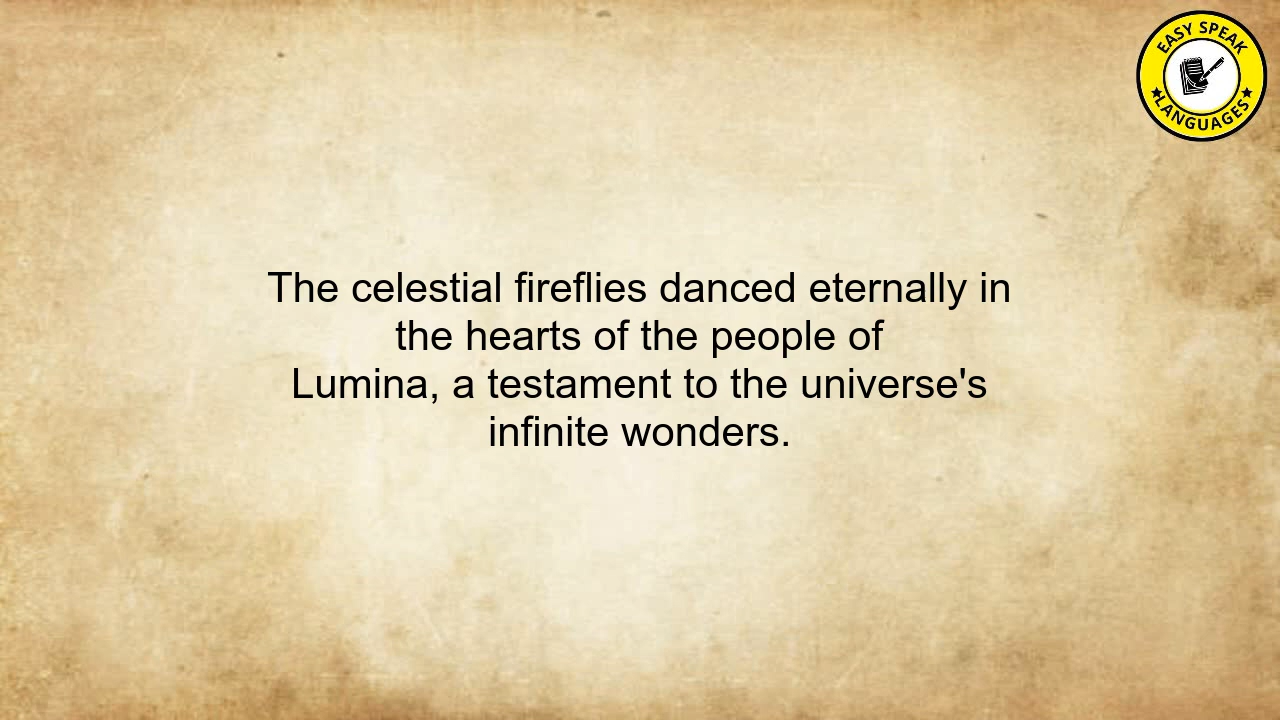 EASY SPEAK
LANGUAGES
The celestial fireflies danced eternally in
the hearts of the people of
Lumina, a testament to the universe's
infinite wonders.